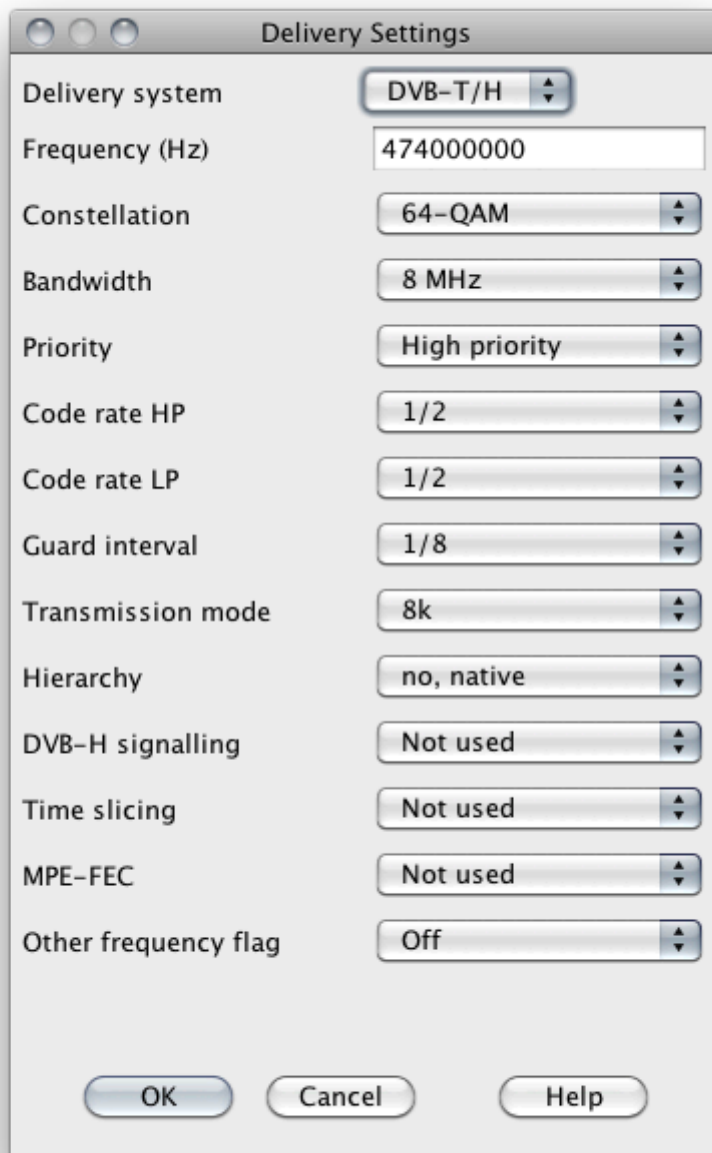 Delivery Settings
Delivery system DVB-T/H
Frequency (Hz) 474000000
Constellation 64-QAM
Bandwidth 8 MHz
Priority High priority
Code rate HP 1/2
Code rate LP 1/2
Guard interval 1/8
Transmission mode 8k
Hierarchy no, native
DVB-H signalling Not used
Time slicing Not used
MPE-FEC Not used
Other frequency flag Off
OK Cancel Help